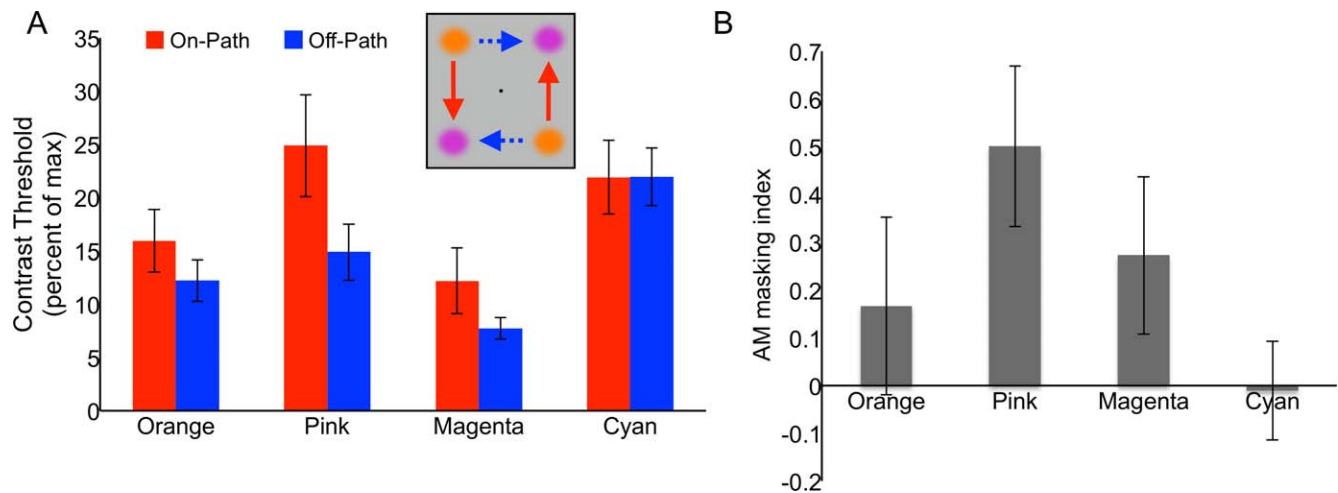 A
On-Path Off-Path
Contrast Threshold
(percent of max)
35
30
25
20
15
10
5
0
Orange Pink Magenta Cyan
B
AM masking index
0.7
0.6
0.5
0.4
0.3
0.2
0.1
0
-0.1
-0.2
Orange Pink Magenta Cyan